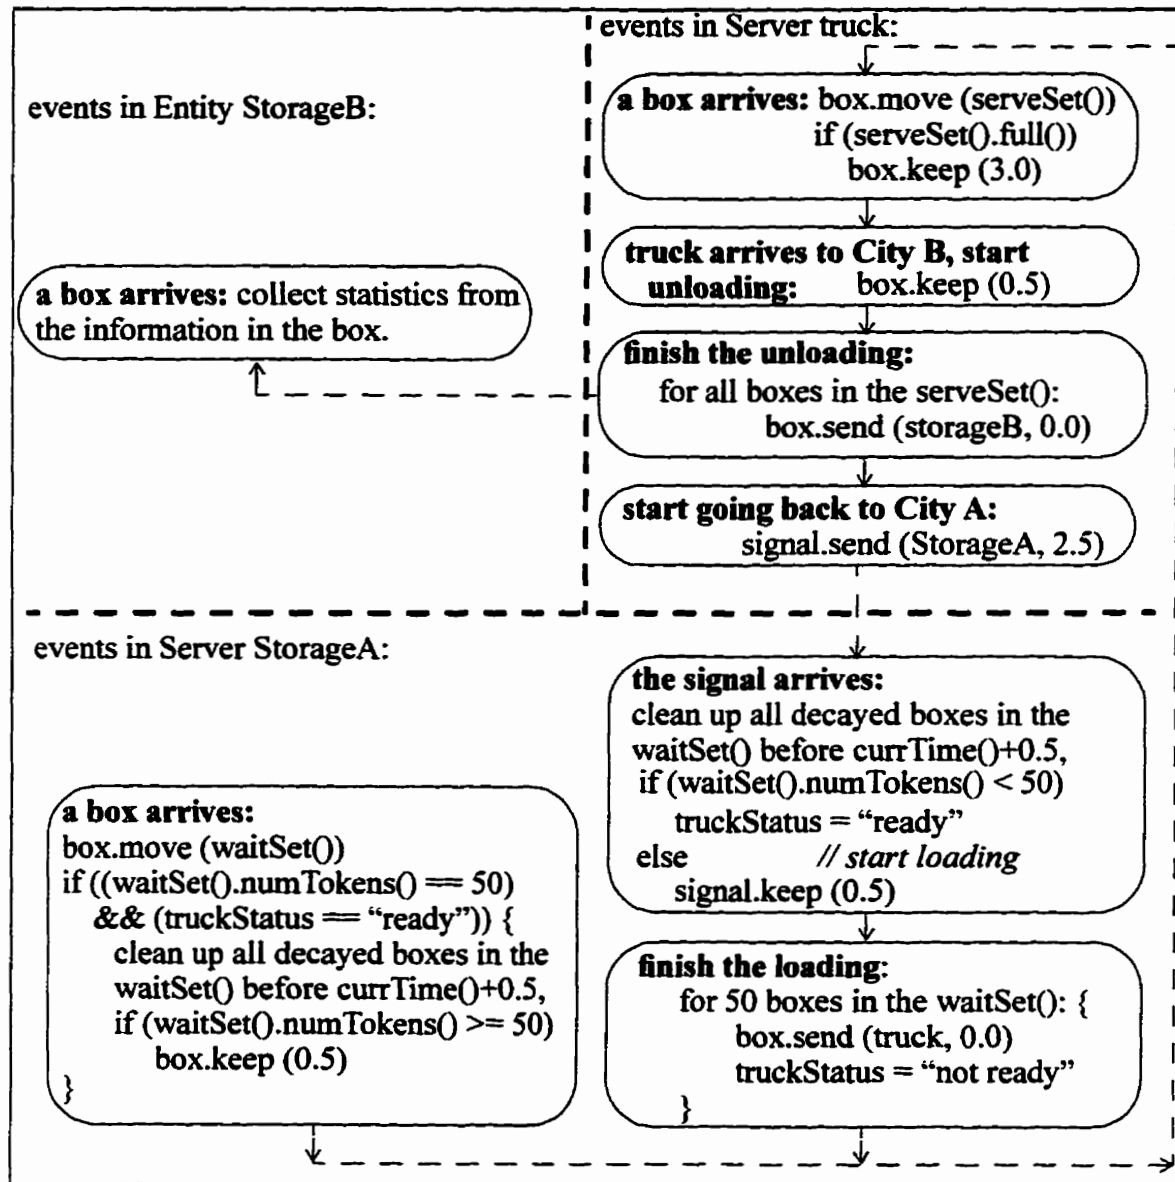 events in Server truck:
a box arrives: box.move (serveSet())
if (serveSet().full())
box.keep (3.0)
truck arrives to City B, start
unloading: box.keep (0.5)
finish the unloading:
for all boxes in the serveSet():
box.send (storageB, 0.0)
start going back to City A:
signal.send (StorageA, 2.5)
events in Entity StorageB:
a box arrives: collect statistics from
the information in the box.
events in Server StorageA:
the signal arrives:
clean up all decayed boxes in the
waitSet() before currTime()+0.5,
if (waitSet().numTokens() < 50)
truckStatus = “ready”
else // start loading
signal.keep (0.5)
finish the loading:
for 50 boxes in the waitSet(): {
box.send (truck, 0.0)
truckStatus = “not ready”
}
a box arrives:
box.move (waitSet())
if ((waitSet().numTokens() == 50)
&& (truckStatus == “ready”)) {
clean up all decayed boxes in the
waitSet() before currTime()+0.5,
if (waitSet().numTokens() >= 50)
box.keep (0.5)
}